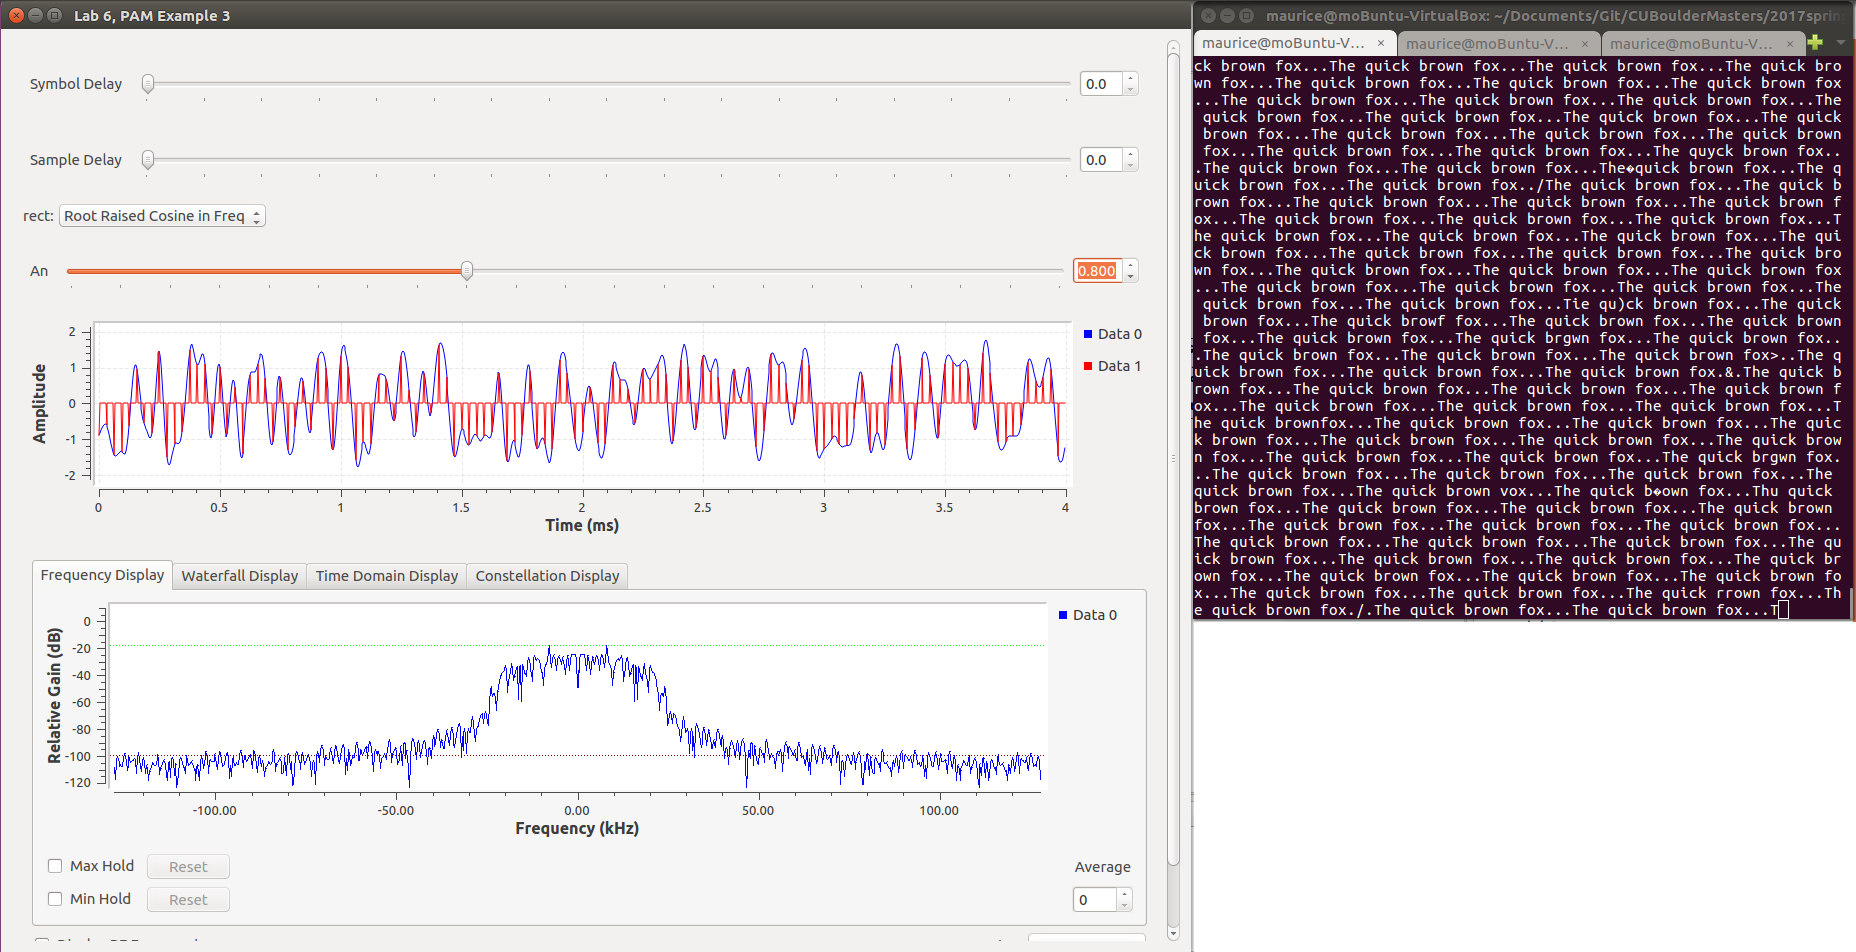 Lab 6, PAM Example 3
Symbol Delay
0.0
Sample Delay
0.0
rect: Root Raised Cosine in Freq
An
0.800
2
1
0
-1
-2
Amplitude
0 0.5 1 1.5 2 2.5 3 3.5 4
Time (ms)
Data 0
Data 1
Frequency Display Waterfall Display Time Domain Display Constellation Display
0
-20
-40
-60
-80
-100
-120
Relative Gain (dB)
-100.00 -50.00 0.00 50.00 100.00
Frequency (kHz)
Data 0
Max Hold Reset
Min Hold Reset
Average
0
maurice@moBuntu-VirtualBox: ~/Documents/Git/CUBoulderMasters/2017sprin
maurice@moBuntu-V... × maurice@moBuntu-V... × maurice@moBuntu-V... ×
ck brown fox...The quick brown fox...The quick brown fox...The quick bro
wn fox...The quick brown fox...The quick brown fox...The quick brown fox
...The quick brown fox...The quick brown fox...The quick brown fox...The
quick brown fox...The quick brown fox...The quick brown fox...The quick
brown fox...The quick brown fox...The quick brown fox...The quick brown
fox...The quick brown fox...The quick brown fox...The quyck brown fox..
.The quick brown fox...The quick brown fox...The�quick brown fox...The q
uick brown fox...The quick brown fox../The quick brown fox...The quick b
rown fox...The quick brown fox...The quick brown fox...The quick brown f
ox...The quick brown fox...The quick brown fox...The quick brown fox...T
he quick brown fox...The quick brown fox...The quick brown fox...The qui
ck brown fox...The quick brown fox...The quick brown fox...The quick bro
wn fox...The quick brown fox...The quick brown fox...The quick brown fox
...The quick brown fox...The quick brown fox...The quick brown fox...The
quick brown fox...The quick brown fox...Tie qu)ck brown fox...The quick
brown fox...The quick browf fox...The quick brown fox...The quick brown
fox...The quick brown fox...The quick brgwn fox...The quick brown fox..
.The quick brown fox...The quick brown fox...The quick brown fox>..The q
uick brown fox...The quick brown fox...The quick brown fox.&.The quick b
rown fox...The quick brown fox...The quick brown fox...The quick brown f
ox...The quick brown fox...The quick brown fox...The quick brown fox...T
he quick brownfox...The quick brown fox...The quick brown fox...The quic
k brown fox...The quick brown fox...The quick brown fox...The quick brow
n fox...The quick brown fox...The quick brown fox...The quick brgwn fox.
..The quick brown fox...The quick brown fox...The quick brown fox...The
quick brown fox...The quick brown vox...The quick b�own fox...Thu quick
brown fox...The quick brown fox...The quick brown fox...The quick brown
fox...The quick brown fox...The quick brown fox...The quick brown fox...
The quick brown fox...The quick brown fox...The quick brown fox...The qu
ick brown fox...The quick brown fox...The quick brown fox...The quick br
own fox...The quick brown fox...The quick brown fox...The quick brown fo
x...The quick brown fox...The quick brown fox...The quick rrown fox...Th
e quick brown fox./.The quick brown fox...The quick brown fox...T